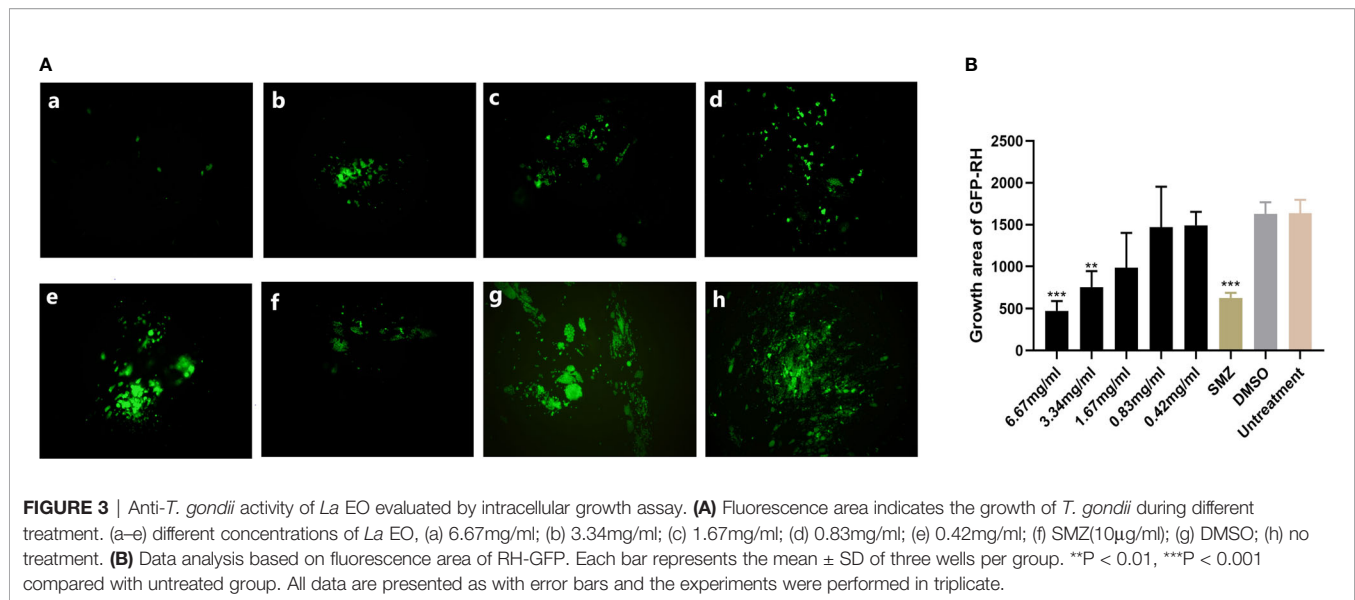 A
B
a
b
c
d
e
f
g
h
2500
2000
1500
1000
500
0
Growth area of GFP-RH
***
**
***
6.67mg/ml
3.34mg/ml
1.67mg/ml
0.83mg/ml
0.42mg/ml
SMZ
DMSO
Untreatment
FIGURE 3 | Anti-T. gondii activity of La EO evaluated by intracellular growth assay. (A) Fluorescence area indicates the growth of T. gondii during different
treatment. (a–e) different concentrations of La EO, (a) 6.67mg/ml; (b) 3.34mg/ml; (c) 1.67mg/ml; (d) 0.83mg/ml; (e) 0.42mg/ml; (f) SMZ(10μg/ml); (g) DMSO; (h) no
treatment. (B) Data analysis based on fluorescence area of RH-GFP. Each bar represents the mean ± SD of three wells per group. **P < 0.01, ***P < 0.001
compared with untreated group. All data are presented as with error bars and the experiments were performed in triplicate.